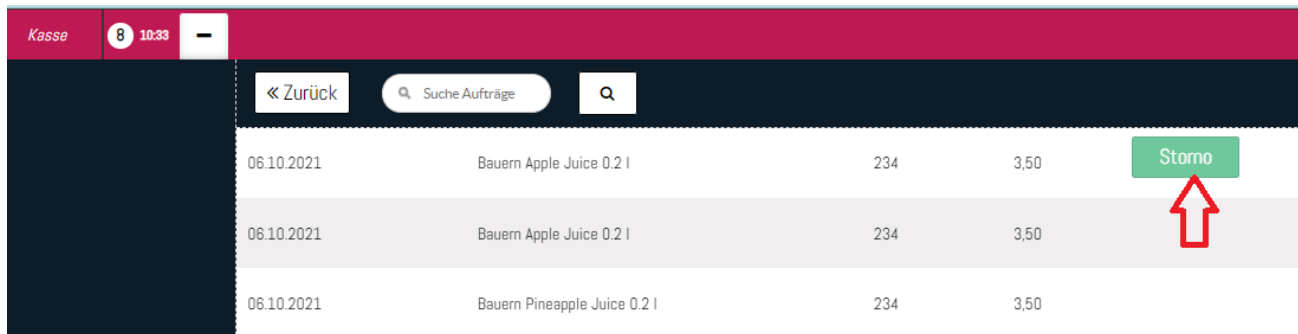 Kasse 8 10:33
Zurück Suche Aufträge
06.10.2021 Bauern Apple Juice 0.2 l 234 3,50 Storno
06.10.2021 Bauern Apple Juice 0.2 l 234 3,50
06.10.2021 Bauern Pineapple Juice 0.2 l 234 3,50